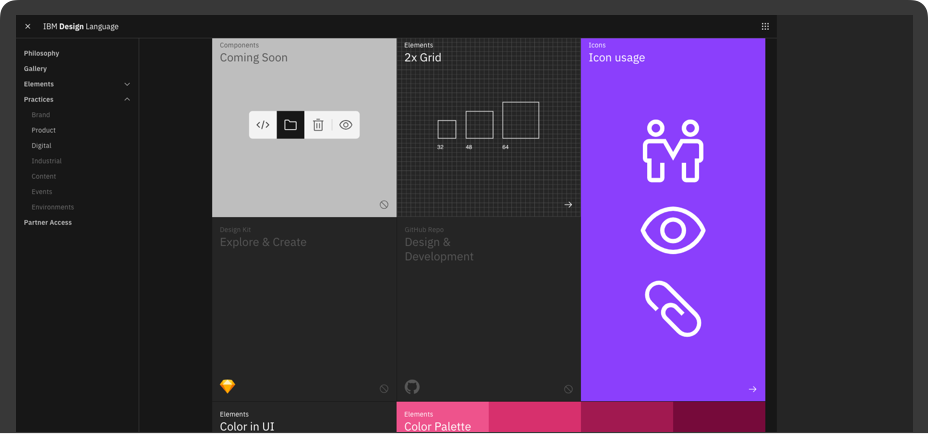 IBM Design Language
Philosophy
Gallery
Elements
Practices
Brand
Product
Digital
Industrial
Content
Events
Environments
Partner Access
Components
Coming Soon
Elements
2x Grid
32 48 64
Icons
Icon usage
Design Kit
Explore & Create
GitHub Repo
Design &
Development
Elements
Color in UI
Elements
Color Palette